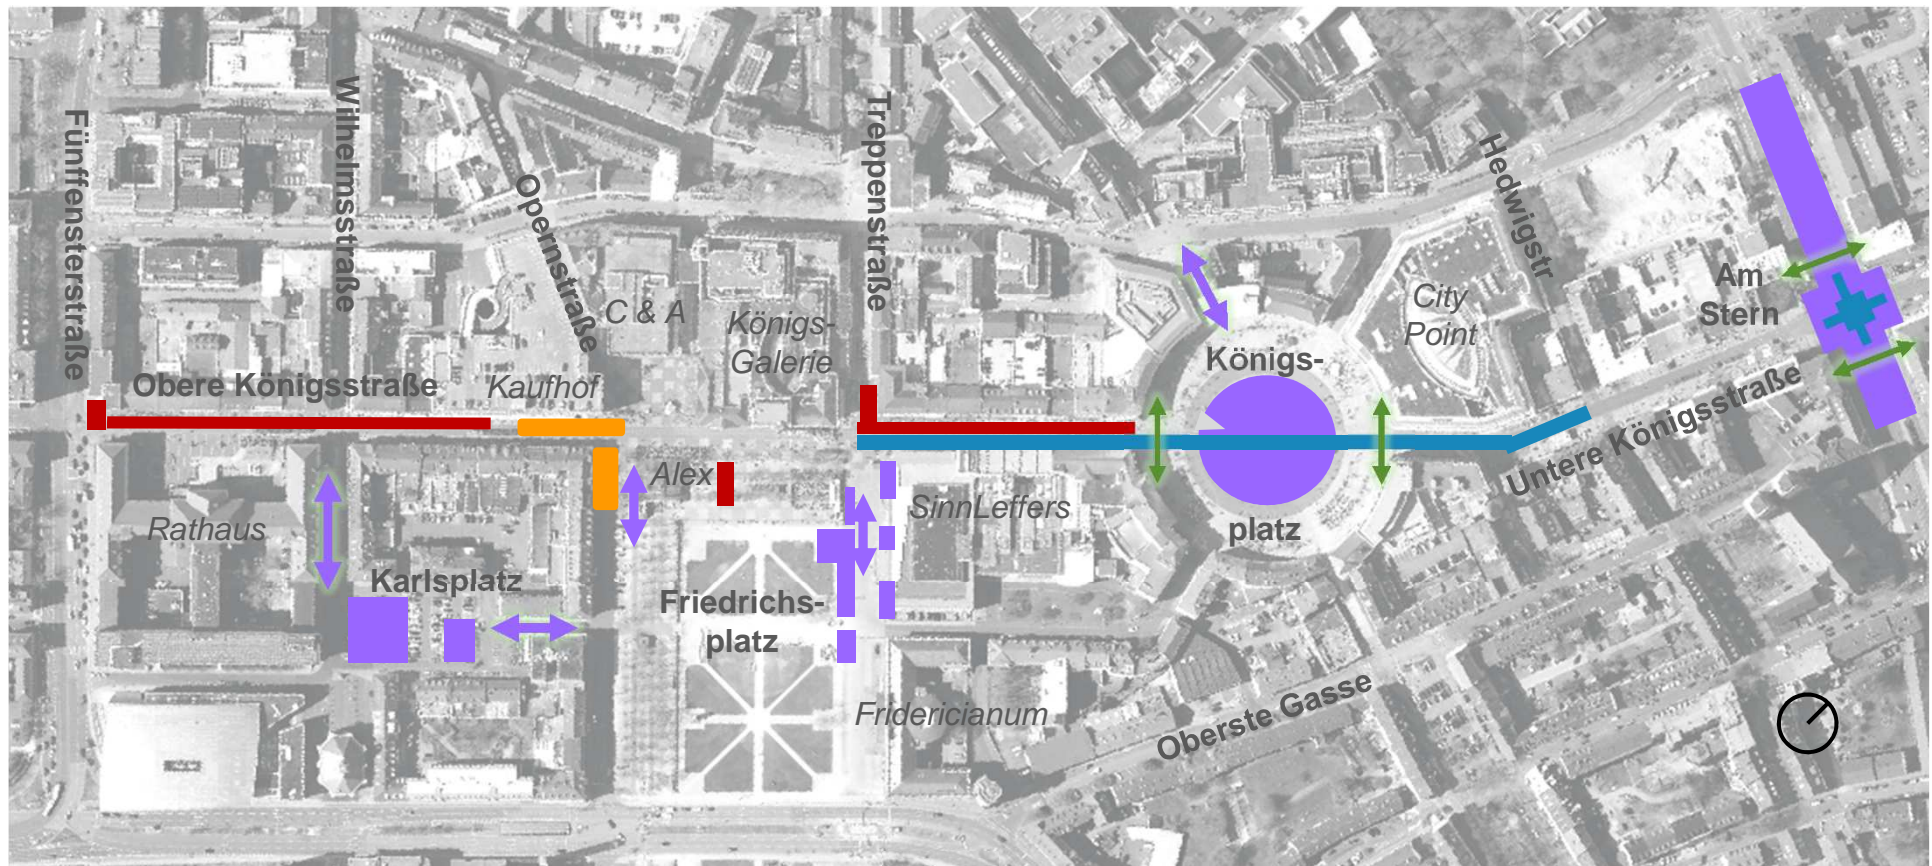 Fünffensterstraße
Wilhelmsstraße
Opernstraße
Treppenstraße
Hedwigstr
C & A
Königs-
Galerie
City
Point
Am
Stern
Obere Königsstraße
Kaufhof
Königs-
platz
Untere Königsstraße
Alex
SinnLeffers
Rathaus
Karlsplatz
Friedrichs-
platz
Fridericianum
Oberste Gasse